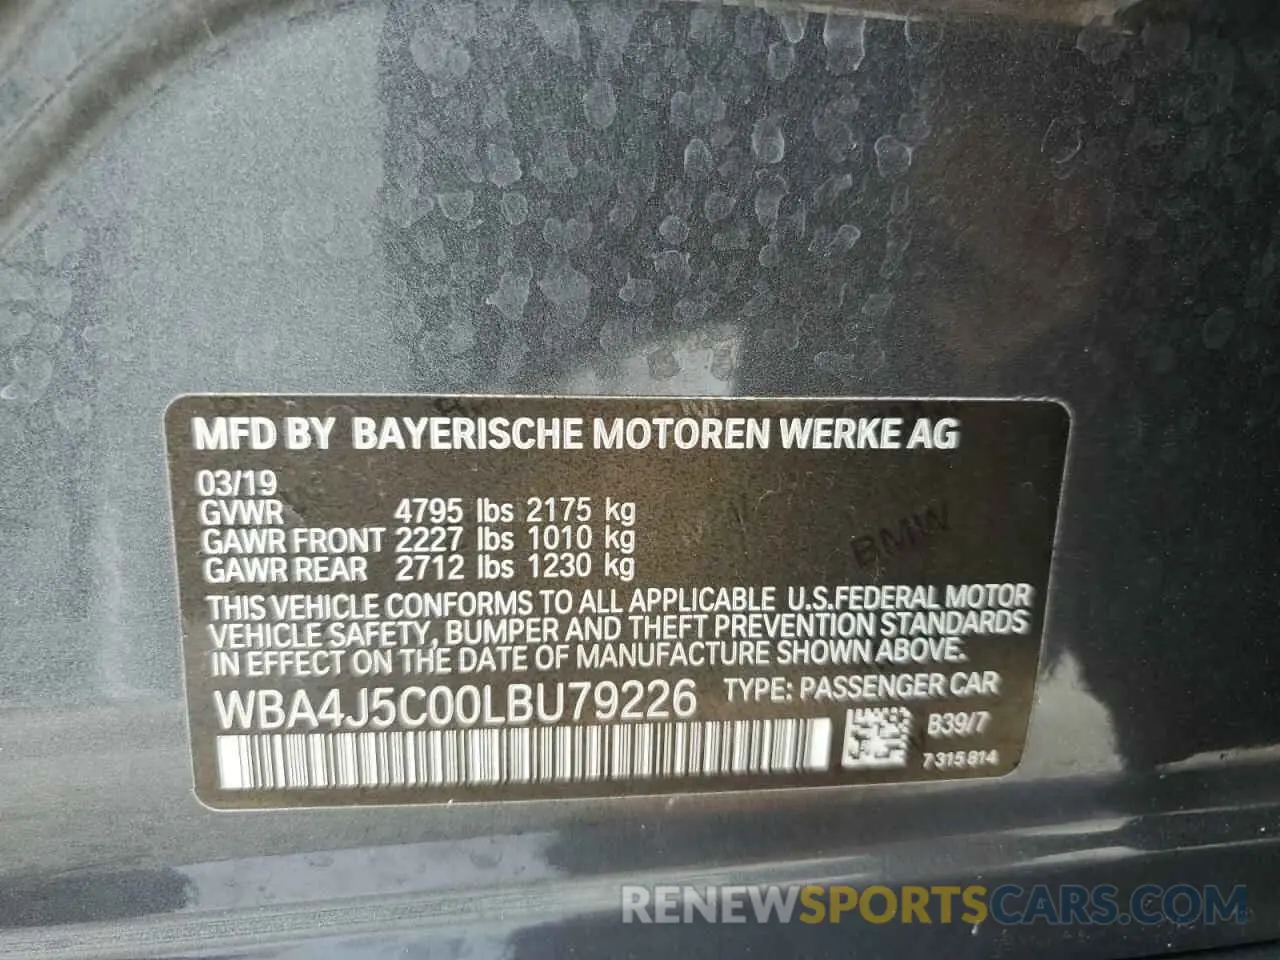 MFD BY BAYERISCHE MOTOREN WERKE AG
03/19
GVWR 4795 lbs 2175 kg
GAWR FRONT 2227 lbs 1010 kg
GAWR REAR 2712 lbs 1230 kg
THIS VEHICLE CONFORMS TO ALL APPLICABLE U.S.FEDERAL MOTOR
VEHICLE SAFETY, BUMPER AND THEFT PREVENTION STANDARDS
IN EFFECT ON THE DATE OF MANUFACTURE SHOWN ABOVE.
WBA4J5C00LBU79226 TYPE: PASSENGER CAR
B39/7
7315814
BMW
RENEWSPORTSCARS.COM